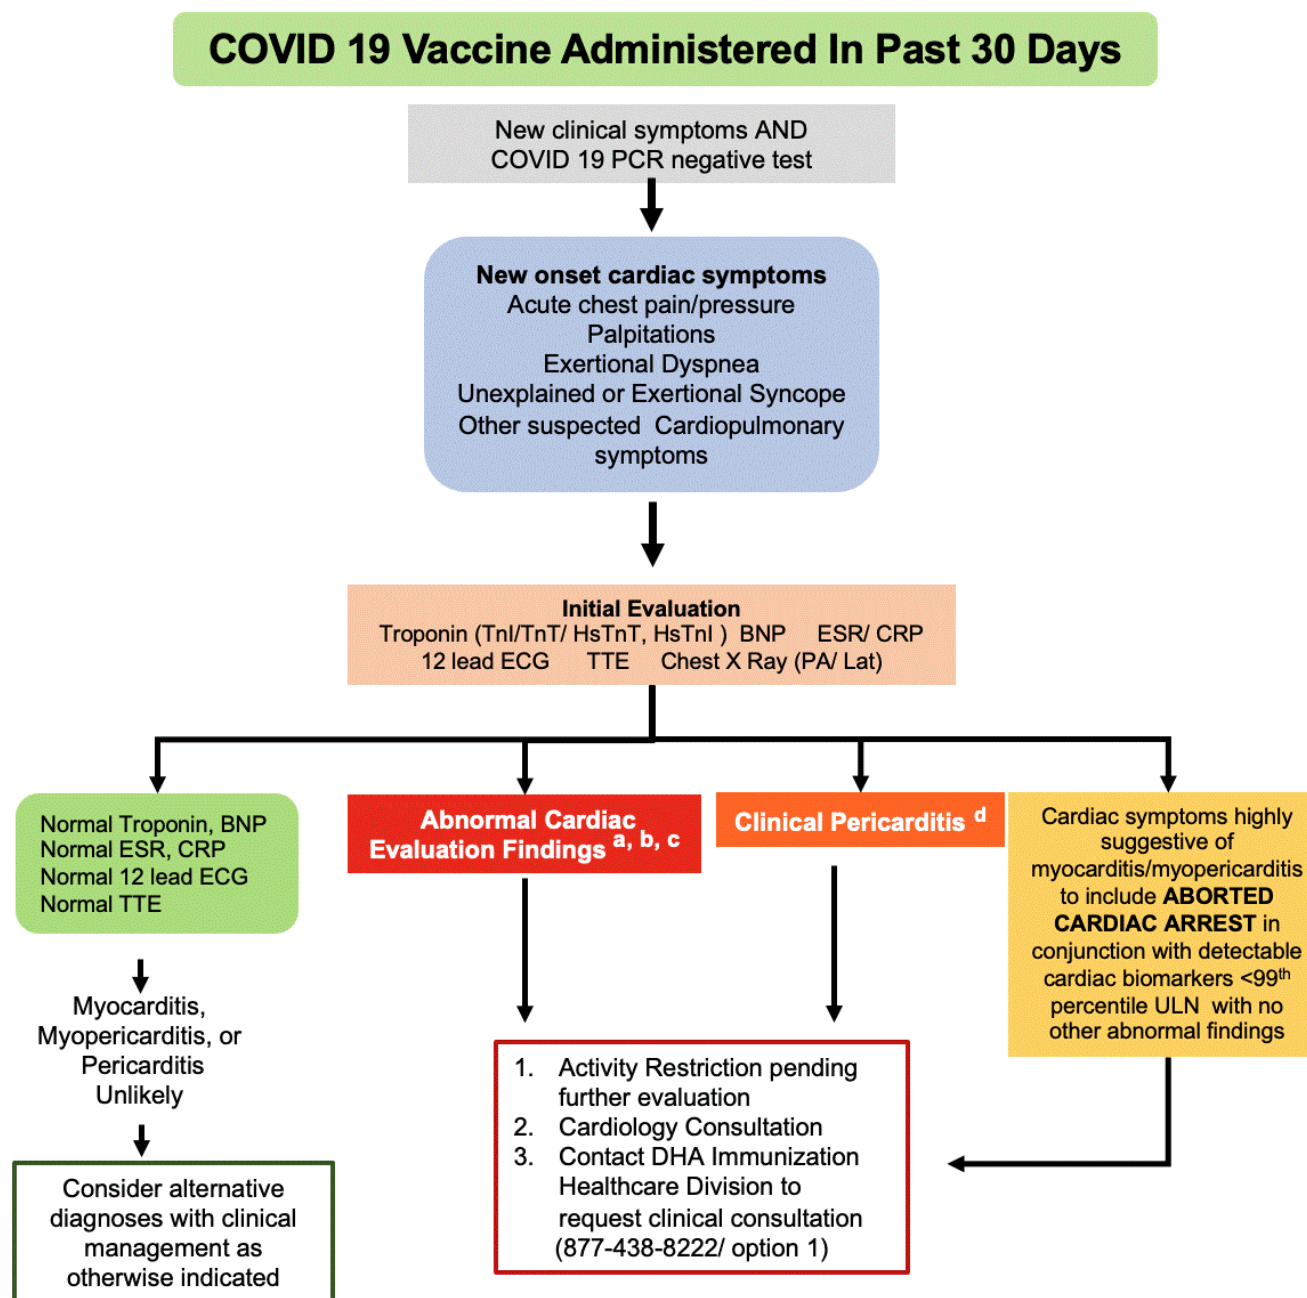 COVID 19 Vaccine Administered In Past 30 Days
New clinical symptoms AND
COVID 19 PCR negative test
New onset cardiac symptoms
Acute chest pain/pressure
Palpitations
Exertional Dyspnea
Unexplained or Exertional Syncope
Other suspected Cardiopulmonary
symptoms
Initial Evaluation
Troponin (TnI/TnT/ HsTnT, HsTnI ) BNP ESR/ CRP
12 lead ECG TTE Chest X Ray (PA/ Lat)
Normal Troponin, BNP
Normal ESR, CRP
Normal 12 lead ECG
Normal TTE
Myocarditis,
Myopericarditis, or
Pericarditis
Unlikely
Consider alternative
diagnoses with clinical
management as
otherwise indicated
Abnormal Cardiac
Evaluation Findings a, b, c
Clinical Pericarditis d
Cardiac symptoms highly
suggestive of
myocarditis/myopericarditis
to include ABORTED
CARDIAC ARREST in
conjunction with detectable
cardiac biomarkers <99th
percentile ULN with no
other abnormal findings
1. Activity Restriction pending
further evaluation
2. Cardiology Consultation
3. Contact DHA Immunization
Healthcare Division to
request clinical consultation
(877-438-8222/ option 1)